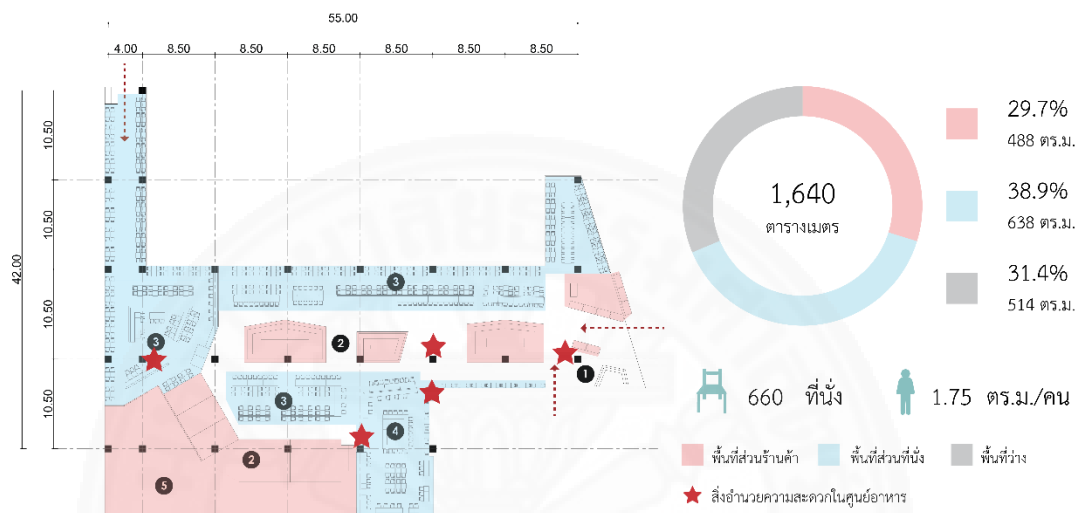 55.00
4.00 8.50 8.50 8.50 8.50 8.50 8.50
42.00
10.50
10.50
10.50
10.50
3
3
2
1
3
4
2
5
1,640
ตารางเมตร
29.7%
488 ตร.ม.
38.9%
638 ตร.ม.
31.4%
514 ตร.ม.
660 ที่นั่ง
1.75 ตร.ม./คน
พื้นที่ส่วนร้านค้า พื้นที่ส่วนที่นั่ง พื้นที่ว่าง
สิ่งอำนวยความสะดวกในศูนย์อาหาร